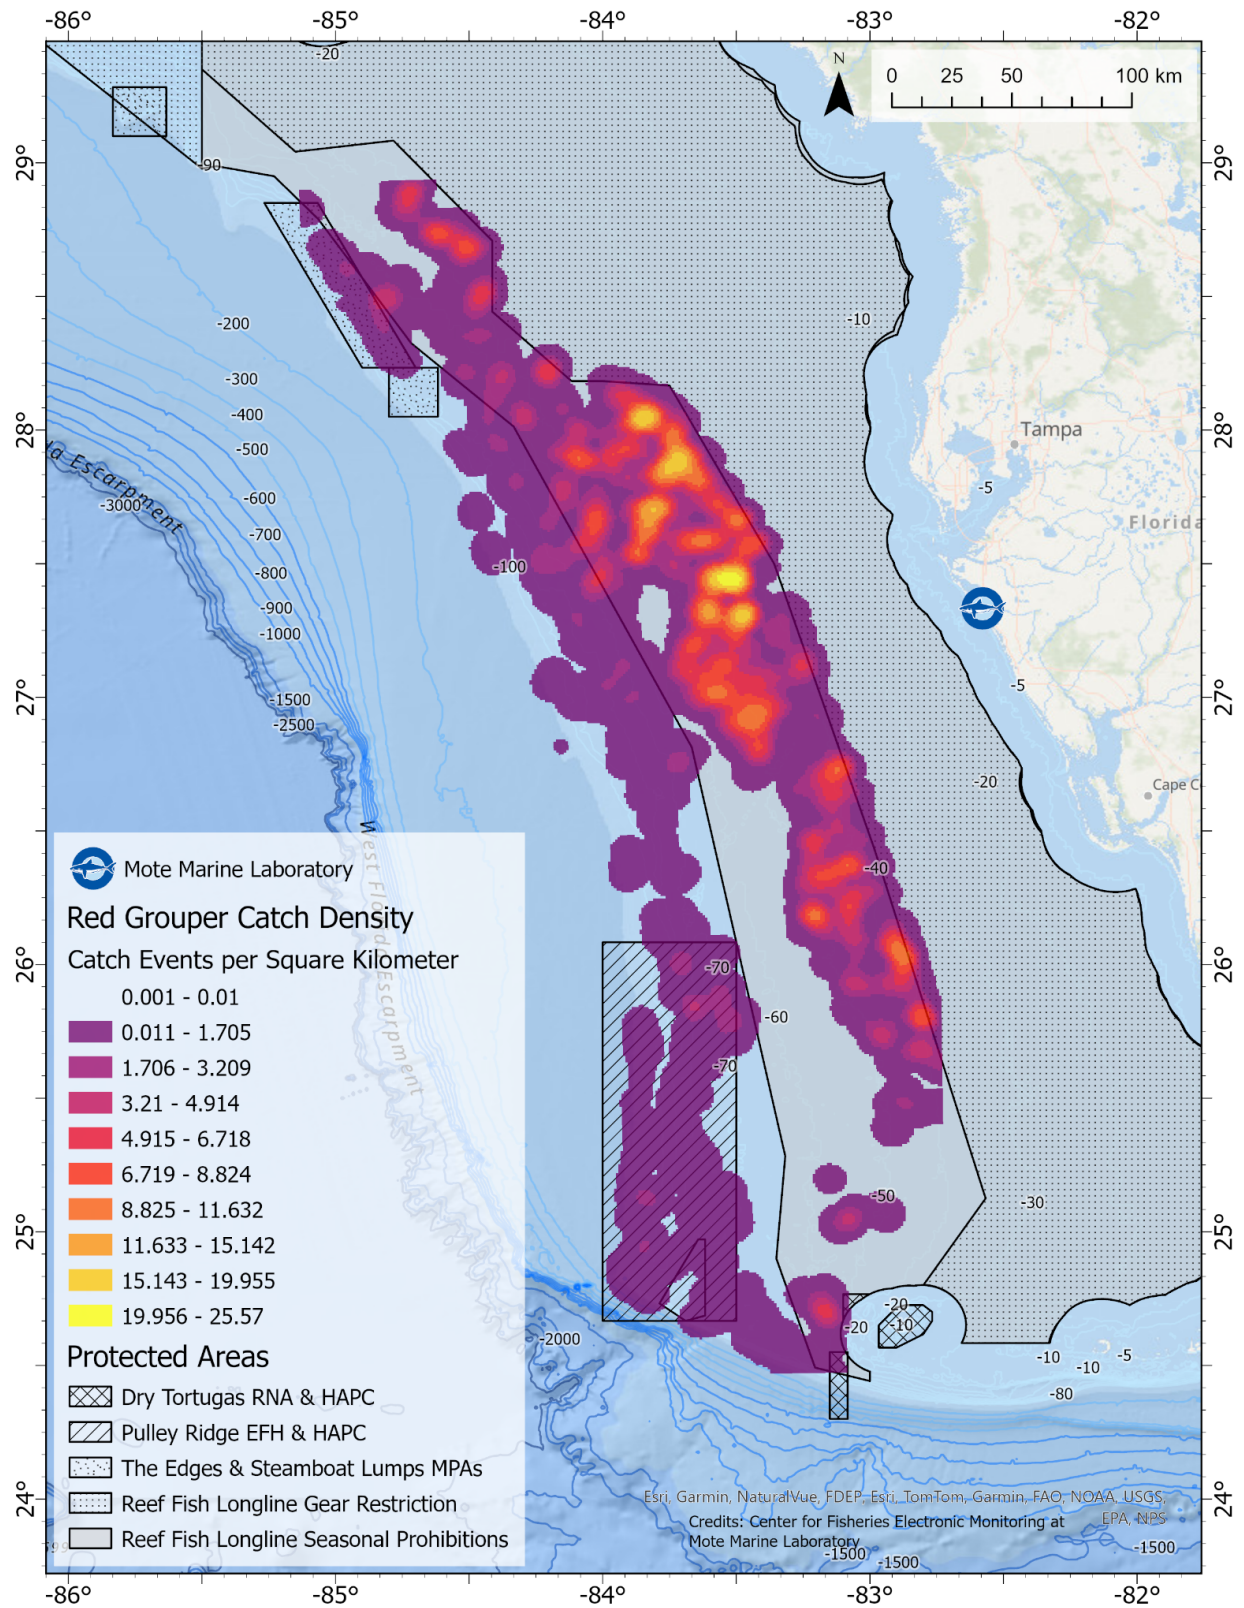 -86°
-85°
-84°
-83°
-82°
N
0 25 50 100 km
-20
29°
-90
29°
-10
-200
-300
-400
28°
Tampa
28°
-500
-5
-600
a Escarpment
-3000
Florida
-700
-100
-800
-900
-1000
-5
27°
-1500
27°
-2500
-20
Cape C
West Florida Escarpment
-40
Mote Marine Laboratory
Red Grouper Catch Density
Catch Events per Square Kilometer
0.001 - 0.01
0.011 - 1.705
1.706 - 3.209
3.21 - 4.914
4.915 - 6.718
6.719 - 8.824
8.825 - 11.632
11.633 - 15.142
15.143 - 19.955
19.956 - 25.57
Protected Areas
Dry Tortugas RNA & HAPC
Pulley Ridge EFH & HAPC
The Edges & Steamboat Lumps MPAs
Reef Fish Longline Gear Restriction
Reef Fish Longline Seasonal Prohibitions
26°
-70
26°
-60
-70
-50
-30
25°
25°
-20
-20
-10
-2000
-10
-10
-5
-80
24°
24°
Esri, Garmin, NaturalVue, FDEP, Esri, TomTom, Garmin, FAO, NOAA, USGS,
EPA, NPS
Credits: Center for Fisheries Electronic Monitoring at
Mote Marine Laboratory
-1500
-1500
-1500
-86°
-85°
-84°
-83°
-82°